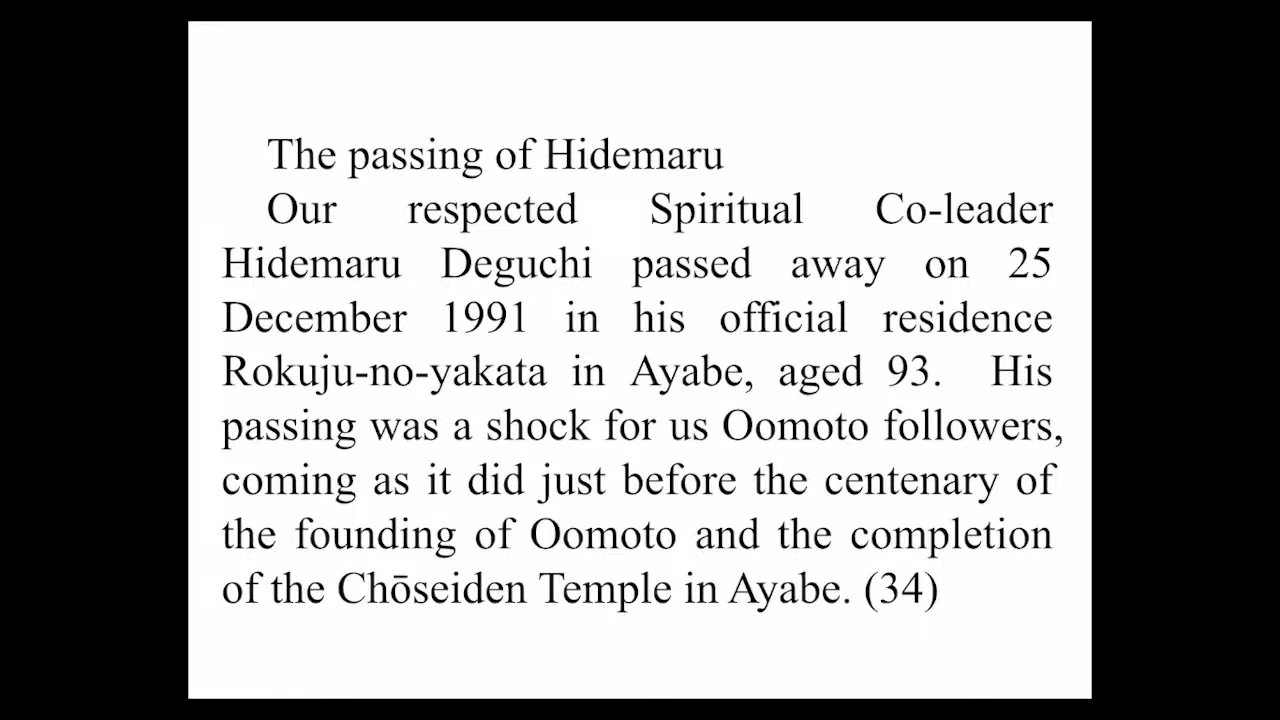 The passing of Hidemaru
Our respected Spiritual Co-leader
Hidemaru Deguchi passed away on 25
December 1991 in his official residence
Rokuju-no-yakata in Ayabe, aged 93. His
passing was a shock for us Oomoto followers,
coming as it did just before the centenary of
the founding of Oomoto and the completion
of the Chōseiden Temple in Ayabe. (34)